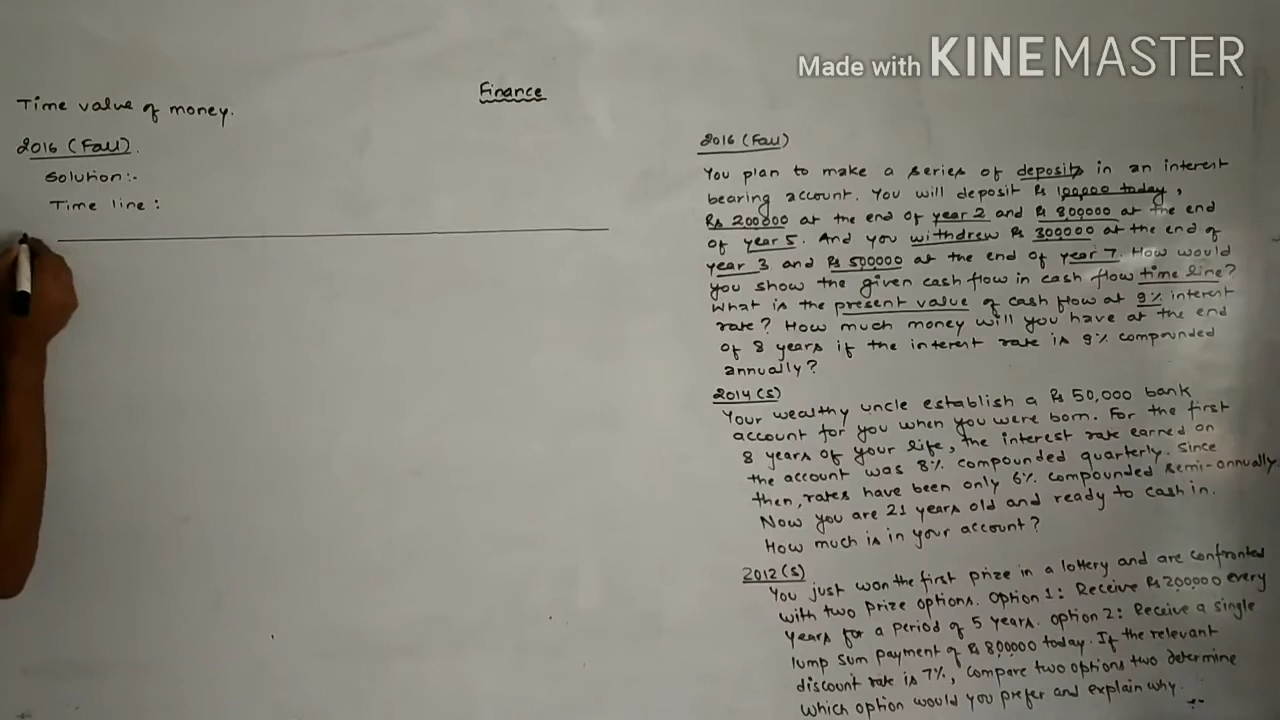 Made with KINEMASTER
Finance
Time value of money.
2016 (Fall).
Solution:-
Time line :
2016 (Fall)
You plan to make a series of deposits in an interest
bearing account. You will deposit Rs 1,00,000 today,
Rs 200000 at the end of year 2 and Rs 800000 at the end
of year 5. And you withdrew Rs 300000 at the end of
year 3 and Rs 500000 at the end of year 7. How would
you show the given cash flow in cash flow time line?
What is the present value of cash flow at 9% interest
rate? How much money will you have at the end
of 8 years if the interest rate is 9% compounded
annually?
2014 (S)
Your wealthy uncle establish a Rs 50,000 bank
account for you when you were born. For the first
8 years of your life, the interest rate earned on
the account was 8% compounded quarterly. Since
then, rates have been only 6% compounded semi-annually.
Now you are 21 years old and ready to cash in.
How much is in your account?
2012 (S)
You just won the first prize in a lottery and are confronted
with two prize options. Option 1: Receive Rs 200000 every
years for a period of 5 years. Option 2: Receive a single
lump sum payment of Rs 800000 today. If the relevant
discount rate is 7%, compare two options two determine
which option would you prefer and explain why.